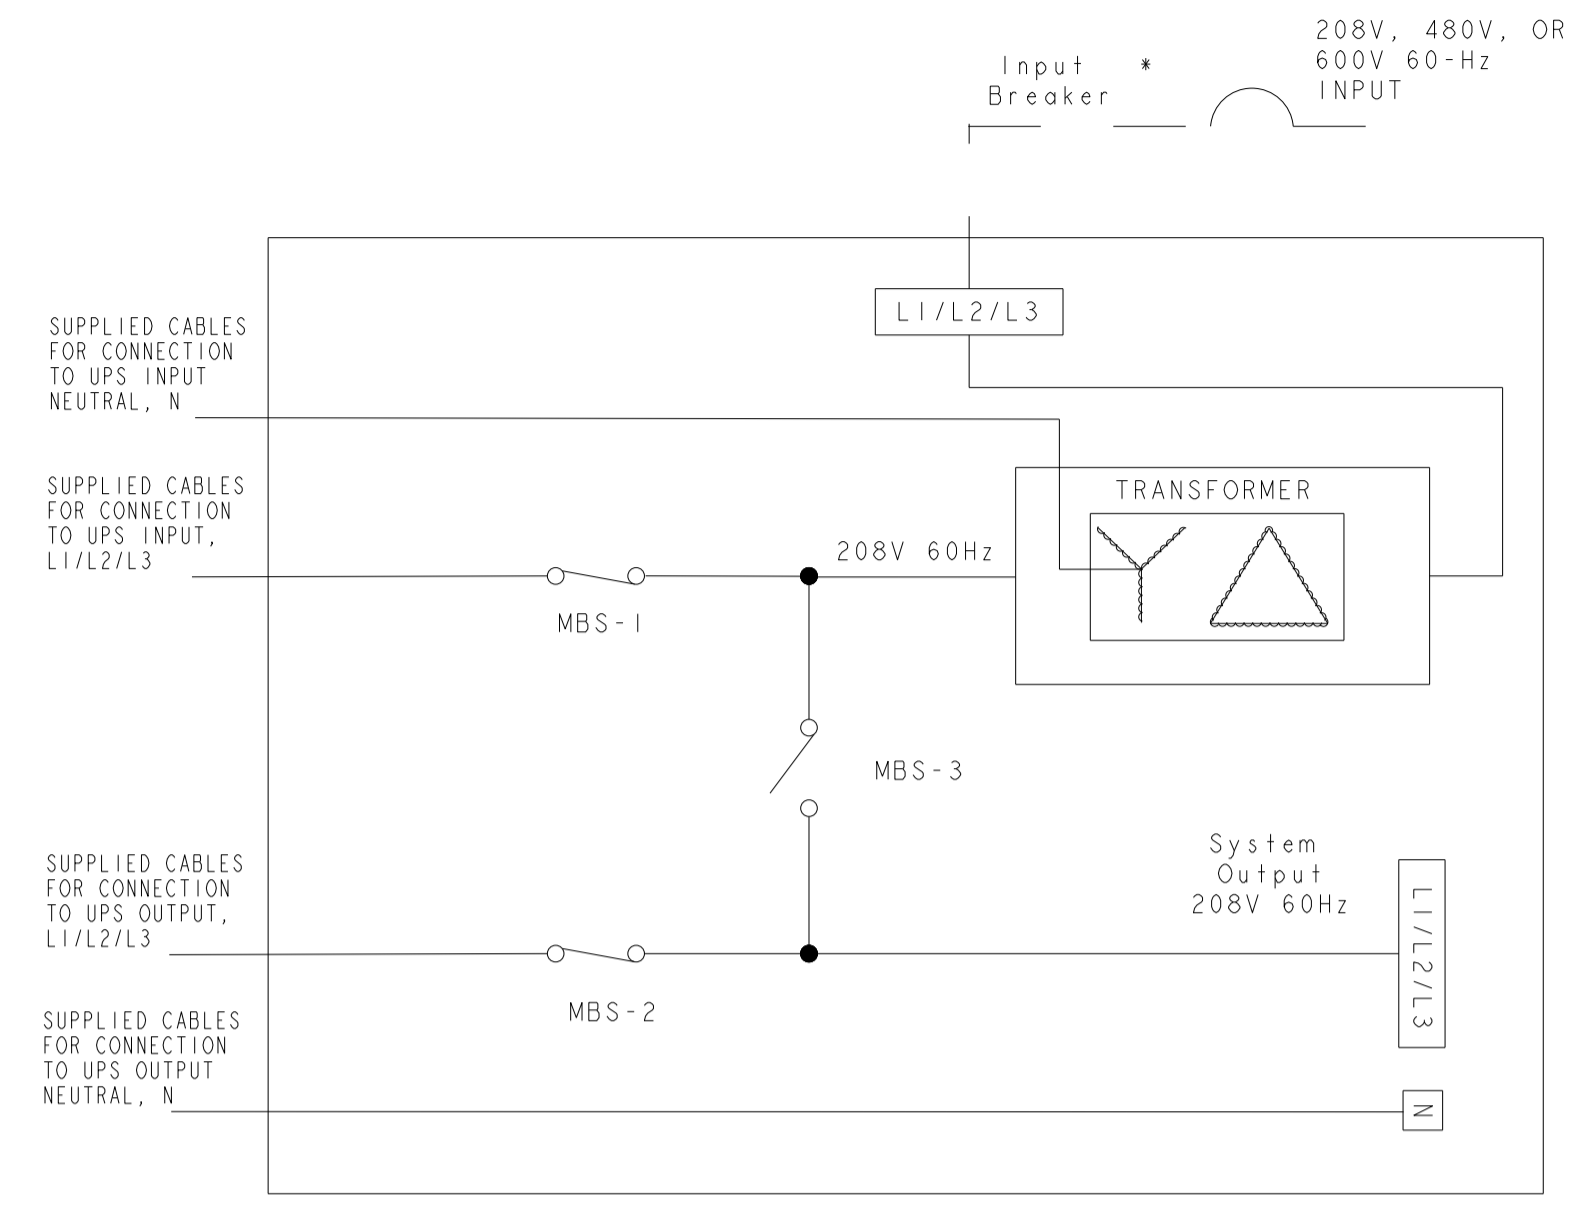 208V, 480V, OR
600V 60-Hz
INPUT
Input *
Breaker
L1/L2/L3
SUPPLIED CABLES
FOR CONNECTION
TO UPS INPUT
NEUTRAL, N
SUPPLIED CABLES
FOR CONNECTION
TO UPS INPUT,
L1/L2/L3
TRANSFORMER
208V 60Hz
MBS-1
MBS-3
System
Output
208V 60Hz
SUPPLIED CABLES
FOR CONNECTION
TO UPS OUTPUT,
L1/L2/L3
L1/L2/L3
MBS-2
SUPPLIED CABLES
FOR CONNECTION
TO UPS OUTPUT
NEUTRAL, N
N